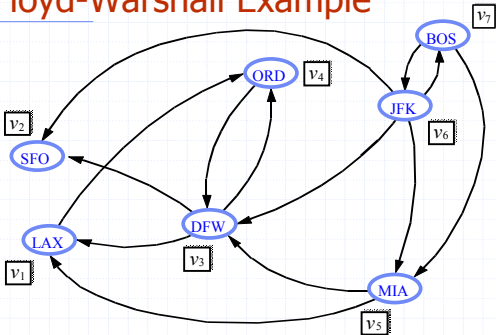 loyd-Warshall Example
BOS
v7
ORD
v4
JFK
v6
v2
SFO
DFW
v3
LAX
v1
MIA
v5